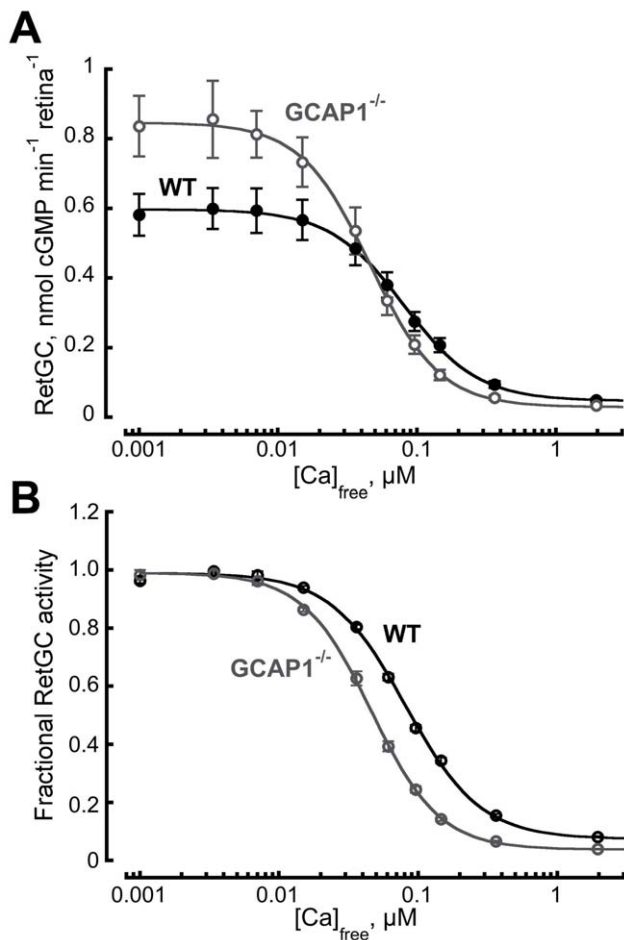 A
RetGC, nmol cGMP min⁻¹ retina⁻¹
1
0.8
0.6
0.4
0.2
0
GCAP1⁻/⁻
WT
0.001
0.01
0.1
1
[Ca]free, µM
B
Fractional RetGC activity
1.2
1.0
0.8
0.6
0.4
0.2
0
WT
GCAP1⁻/⁻
0.001
0.01
0.1
1
[Ca]free, µM